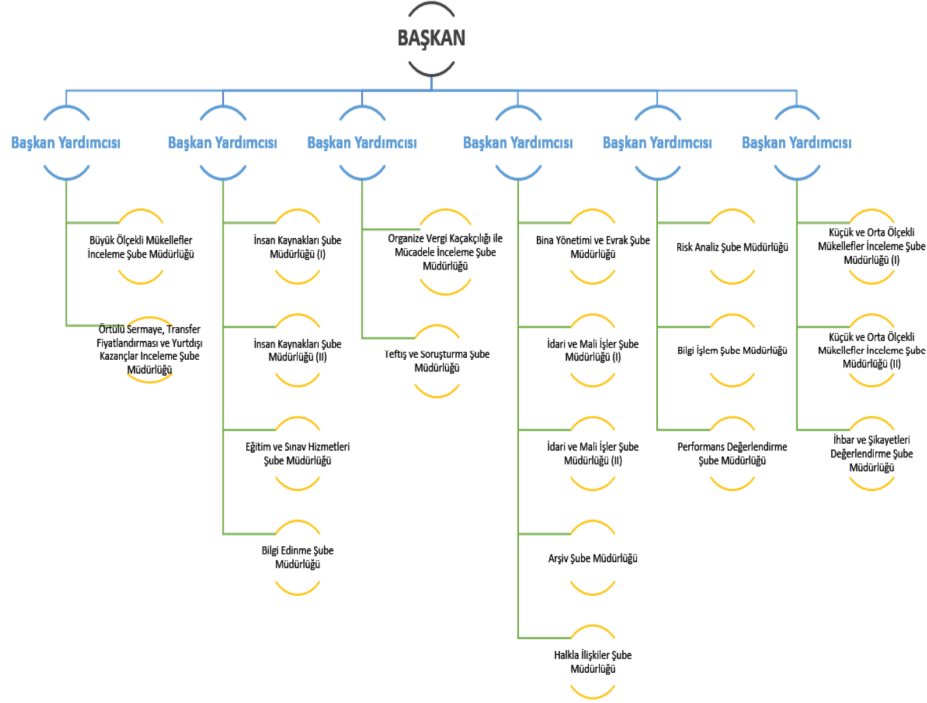 BAŞKAN
Başkan Yardımcısı
Büyük Ölçekli Mükellefler
İnceleme Şube Müdürlüğü
Örtülü Sermaye, Transfer
Fiyatlandırması ve Yurtdışı
Kazançlar Inceleme Şube
Müdürlüğü
Başkan Yardımcısı
İnsan Kaynakları Şube
Müdürlüğü (I)
İnsan Kaynakları Şube
Müdürlüğü (II)
Eğitim ve Sınav Hizmetleri
Şube Müdürlüğü
Bilgi Edinme Şube
Müdürlüğü
Başkan Yardımcısı
Organize Vergi Kaçakçılığı ile
Mücadele İnceleme Şube
Müdürlüğü
Teftiş ve Soruşturma Şube
Müdürlüğü
Başkan Yardımcısı
Bina Yönetimi ve Evrak Şube
Müdürlüğü
İdari ve Mali İşler Şube
Müdürlüğü (I)
İdari ve Mali İşler Şube
Müdürlüğü (II)
Arşiv Şube Müdürlüğü
Halkla İlişkiler Şube
Müdürlüğü
Başkan Yardımcısı
Risk Analiz Şube Müdürlüğü
Bilgi İşlem Şube Müdürlüğü
Performans Değerlendirme
Şube Müdürlüğü
Başkan Yardımcısı
Küçük ve Orta Ölçekli
Mükellefler İnceleme Şube
Müdürlüğü (I)
Küçük ve Orta Ölçekli
Mükellefler İnceleme Şube
Müdürlüğü (II)
İhbar ve Şikayetleri
Değerlendirme Şube
Müdürlüğü